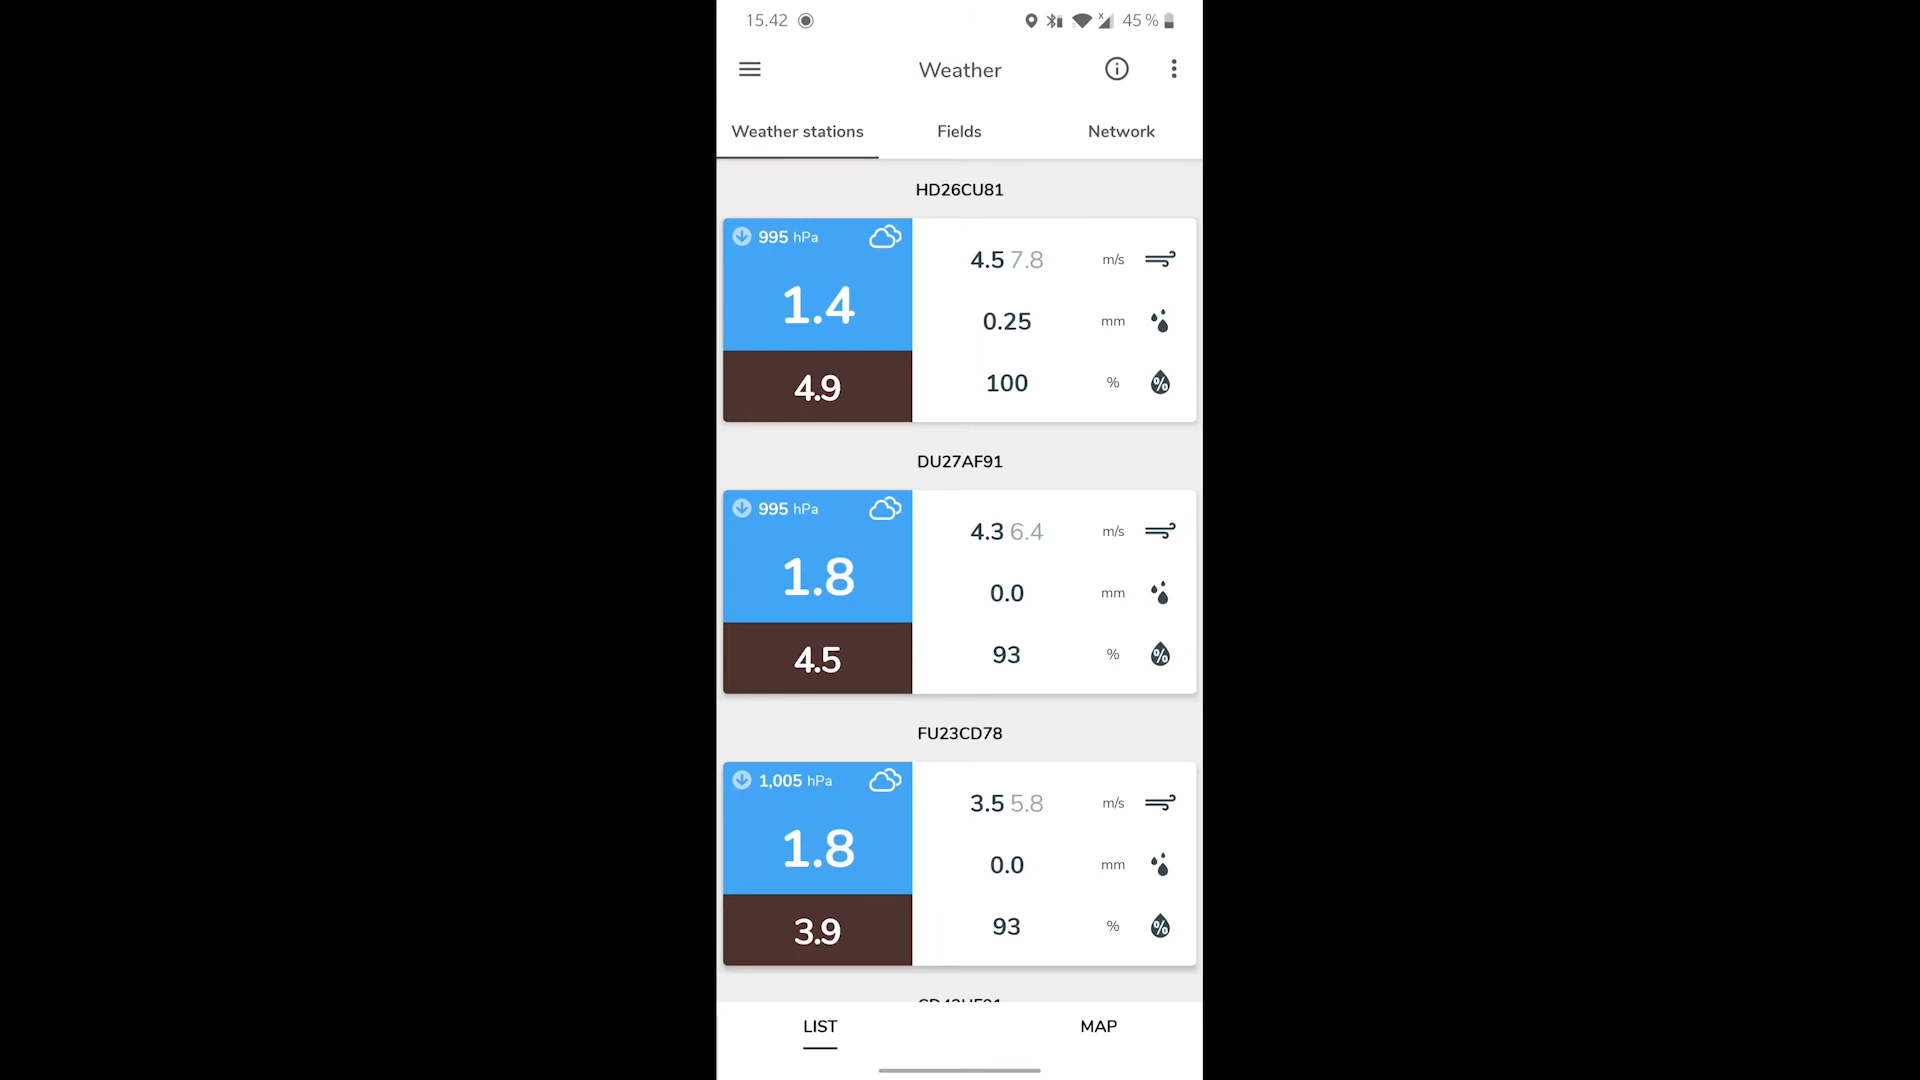 15.42 45 %
Weather
Weather stations Fields Network
HD26CU81
995 hPa
1.4
4.9
4.5 7.8 m/s
0.25 mm
100 % %
DU27AF91
995 hPa
1.8
4.5
4.3 6.4 m/s
0.0 mm
93 % %
FU23CD78
1,005 hPa
1.8
3.9
3.5 5.8 m/s
0.0 mm
93 % %
LIST MAP